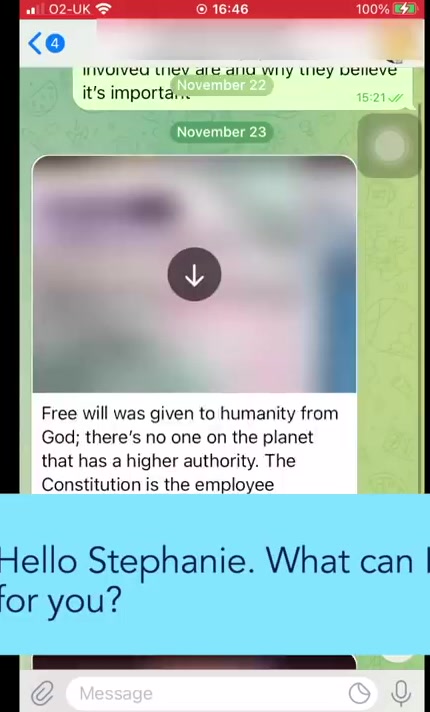 O2-UK 16:46 100%
4
involved they are and why they believe
it's important
November 22
15:21
November 23
Free will was given to humanity from
God; there's no one on the planet
that has a higher authority. The
Constitution is the employee
Hello Stephanie. What can
for you?
Message